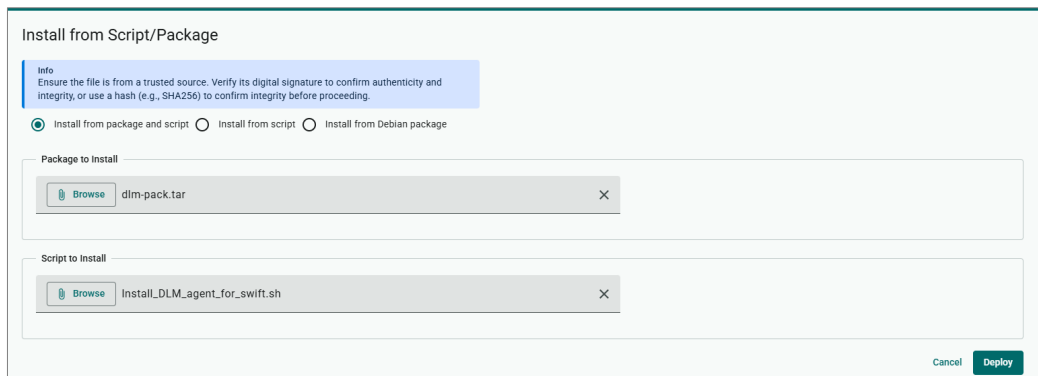 Install from Script/Package
Info
Ensure the file is from a trusted source. Verify its digital signature to confirm authenticity and
integrity, or use a hash (e.g., SHA256) to confirm integrity before proceeding.
Install from package and script Install from script Install from Debian package
Package to Install
Browse dlm-pack.tar
Script to Install
Browse Install_DLM_agent_for_swift.sh
Cancel Deploy